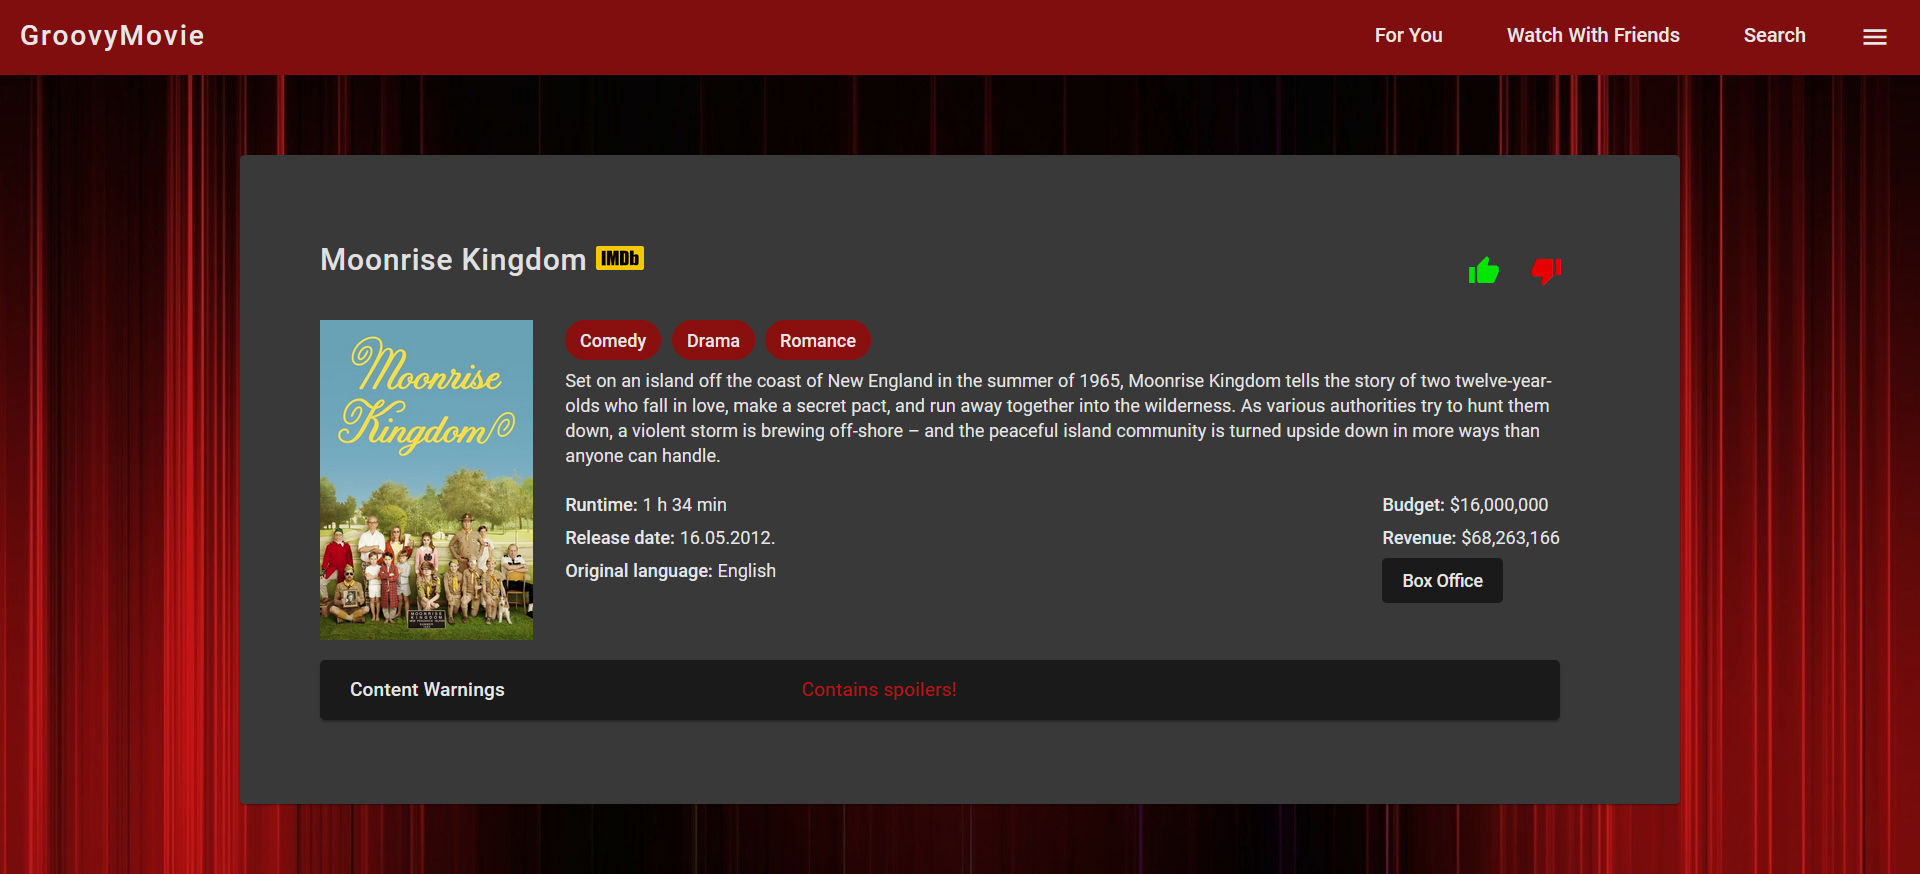 GroovyMovie
For You
Watch With Friends
Search
Moonrise Kingdom IMDb
Moonrise
Kingdom
MOONRISE
KINGDOM
Comedy
Drama
Romance
Set on an island off the coast of New England in the summer of 1965, Moonrise Kingdom tells the story of two twelve-year-
olds who fall in love, make a secret pact, and run away together into the wilderness. As various authorities try to hunt them
down, a violent storm is brewing off-shore – and the peaceful island community is turned upside down in more ways than
anyone can handle.
Runtime: 1 h 34 min
Release date: 16.05.2012.
Original language: English
Budget: $16,000,000
Revenue: $68,263,166
Box Office
Content Warnings
Contains spoilers!